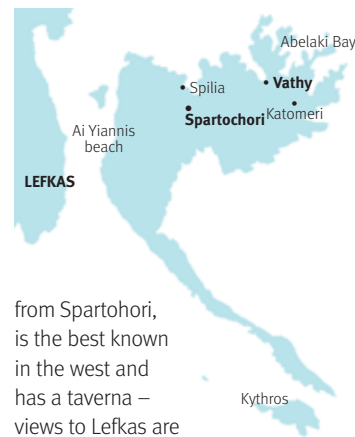 Abelaki Bay
Spilia
Vathy
Spartochori
Katomeri
Ai Yiannis
beach
LEFKAS
from Spartohori,
is the best known
in the west and
has a taverna –
views to Lefkas are
Kythros